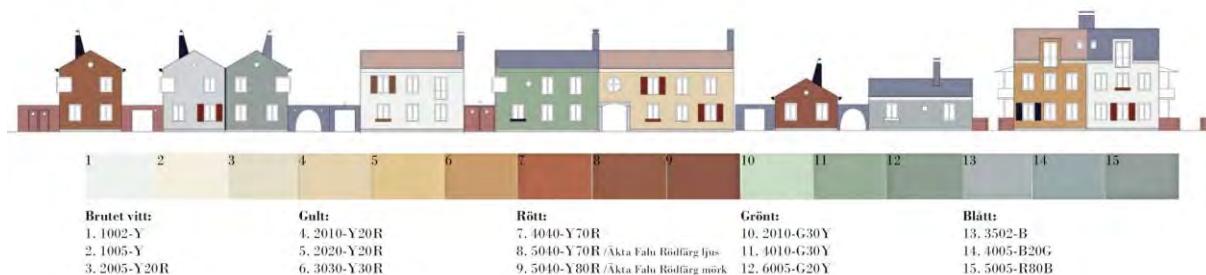 1 2 3 4 5 6 7 8 9 10 11 12 13 14 15
Brutet vitt:
1. 1002-Y
2. 1005-Y
3. 2005-Y20R
Gult:
4. 2010-Y20R
5. 2020-Y20R
6. 3030-Y30R
Rött:
7. 4040-Y70R
8. 5040-Y70R /Äkta Falu Rödfärg ljus
9. 5040-Y80R /Äkta Falu Rödfärg mörk
Grönt:
10. 2010-G30Y
11. 4010-G30Y
12. 6005-G20Y
Blått:
13. 3502-B
14. 4005-B20G
15. 5005-R80B